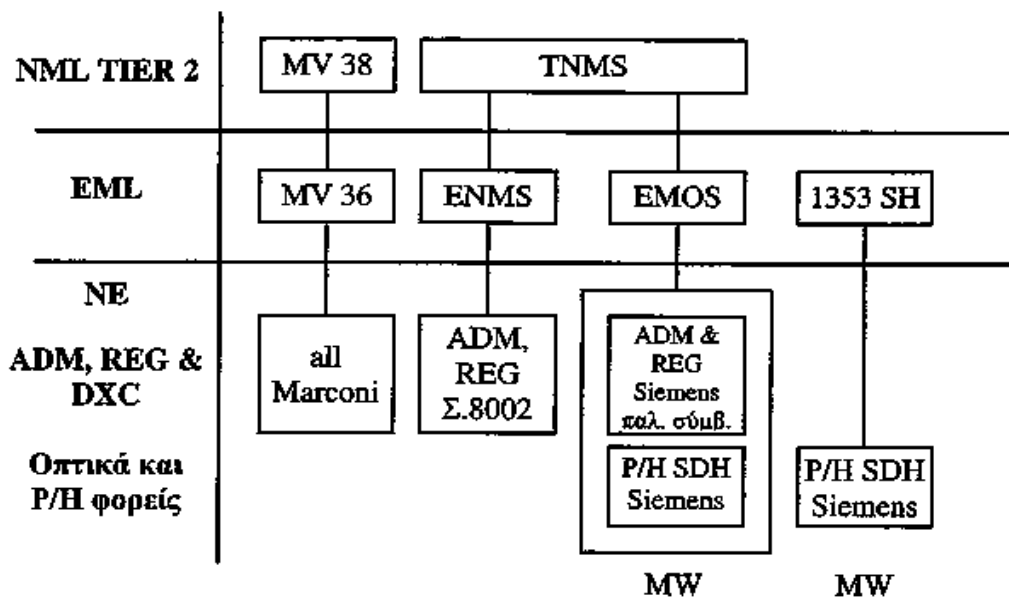 NML TIER 2
MV 38
TNMS
EML
MV 36
ENMS
EMOS
1353 SH
NE
ADM, REG &
DXC
Οπτικά και
Ρ/Η φορείς
all
Marconi
ADM,
REG
Σ.8002
ADM &
REG
Siemens
παλ. σύμβ.
P/H SDH
Siemens
P/H SDH
Siemens
MW
MW